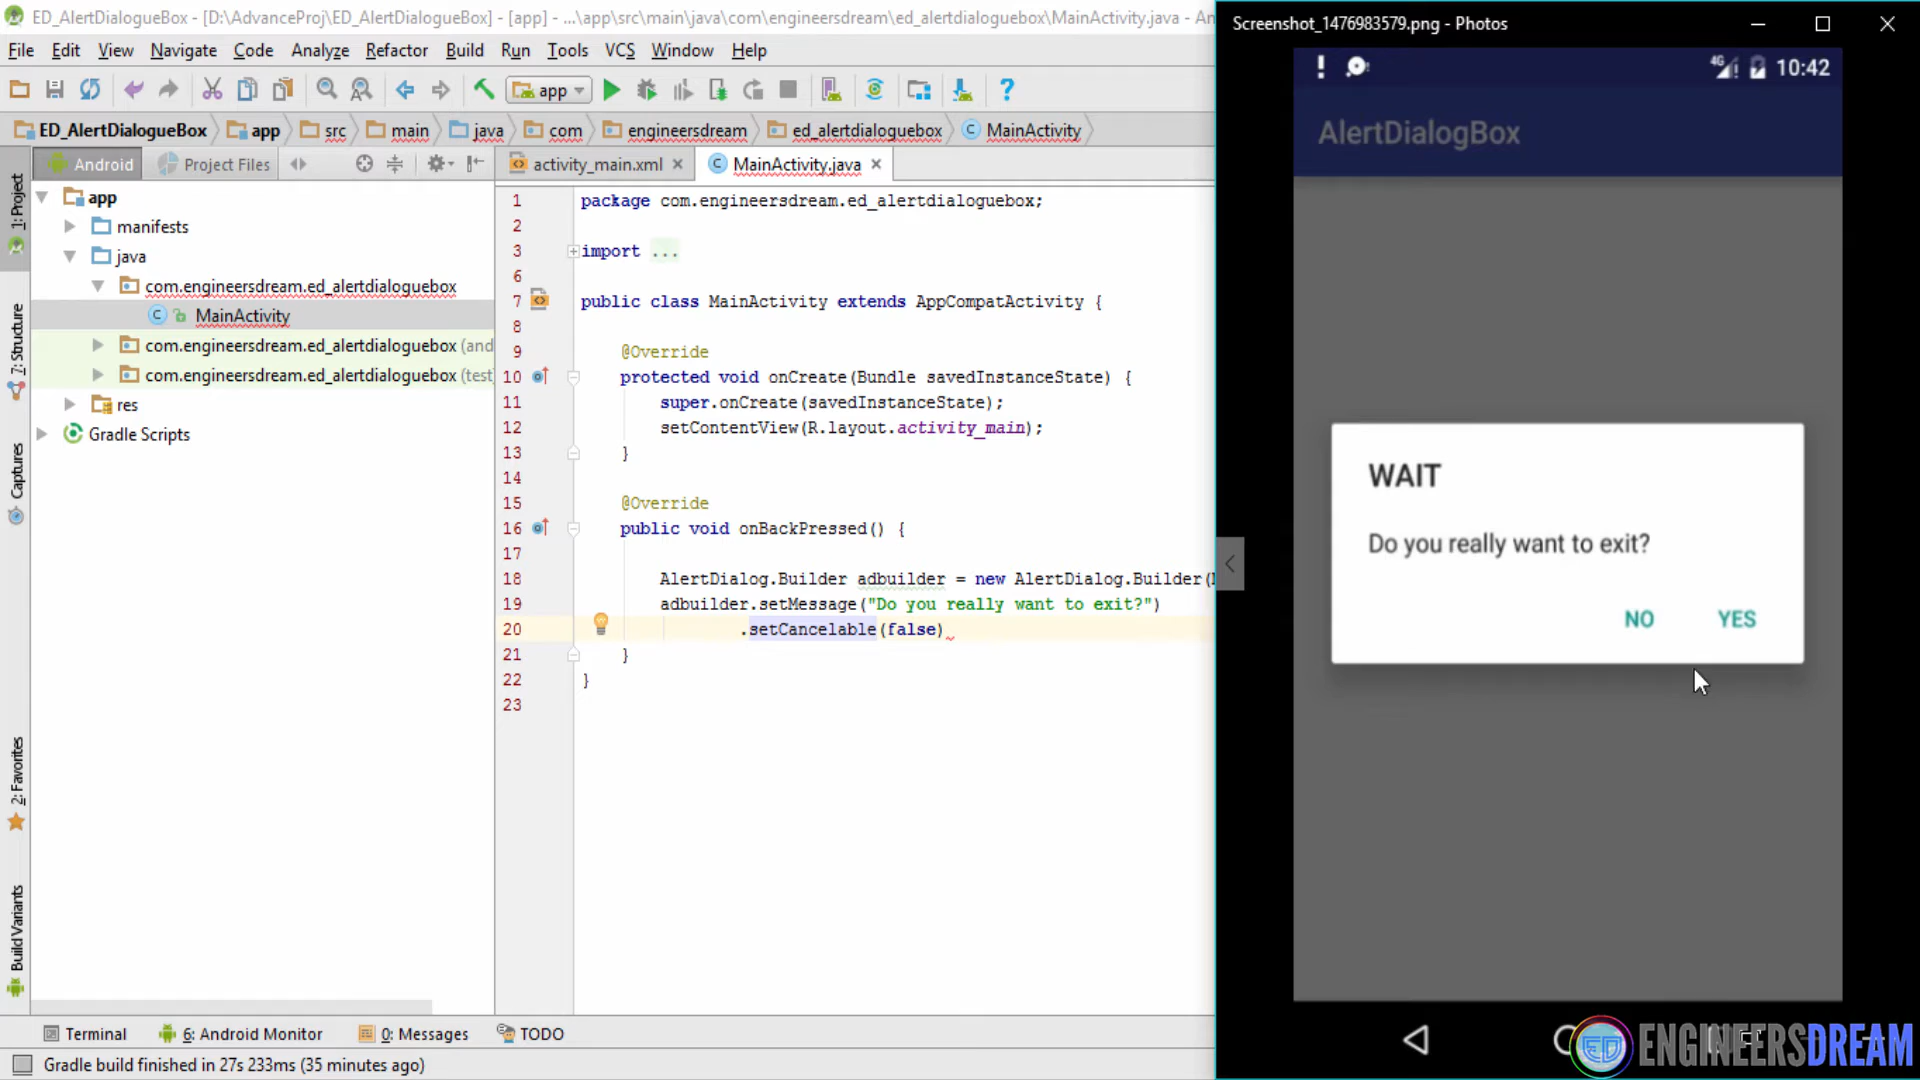 ED_AlertDialogueBox - [D:\AdvanceProj\ED_AlertDialogueBox] - [app] - ...\app\src\main\java\com\engineersdream\ed_alertdialoguebox\MainActivity.java - An
File Edit View Navigate Code Analyze Refactor Build Run Tools VCS Window Help
app
ED_AlertDialogueBox app src main java com engineersdream ed_alertdialoguebox MainActivity
Android Project Files activity_main.xml MainActivity.java
1: Project
7: Structure
Captures
2: Favorites
Build Variants
app
manifests
java
com.engineersdream.ed_alertdialoguebox
MainActivity
com.engineersdream.ed_alertdialoguebox (and
com.engineersdream.ed_alertdialoguebox (test
res
Gradle Scripts
1 package com.engineersdream.ed_alertdialoguebox;
2
3 import ...
6
7 public class MainActivity extends AppCompatActivity {
8
9 @Override
10 protected void onCreate(Bundle savedInstanceState) {
11 super.onCreate(savedInstanceState);
12 setContentView(R.layout.activity_main);
13 }
14
15 @Override
16 public void onBackPressed() {
17
18 AlertDialog.Builder adbuilder = new AlertDialog.Builder(
19 adbuilder.setMessage("Do you really want to exit?")
20 .setCancelable(false)
21 }
22 }
23
Terminal 6: Android Monitor 0: Messages TODO
Gradle build finished in 27s 233ms (35 minutes ago)
Screenshot_1476983579.png - Photos
4G 10:42
AlertDialogBox
WAIT
Do you really want to exit?
NO YES
ED ENGINEERSDREAM